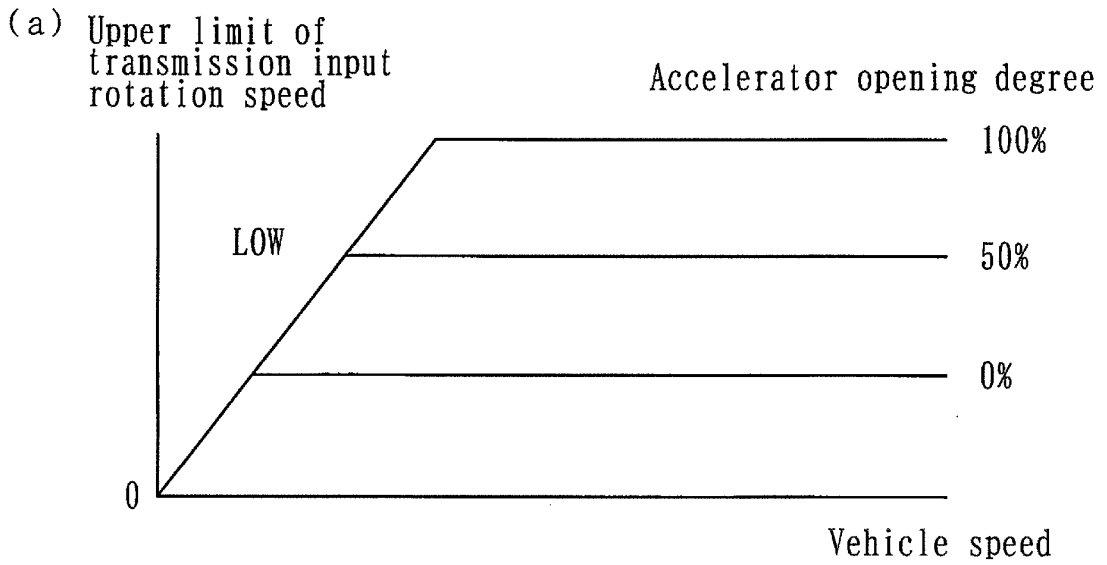 (a) Upper limit of
transmission input
rotation speed
Accelerator opening degree
100%
LOW
50%
0%
0
Vehicle speed